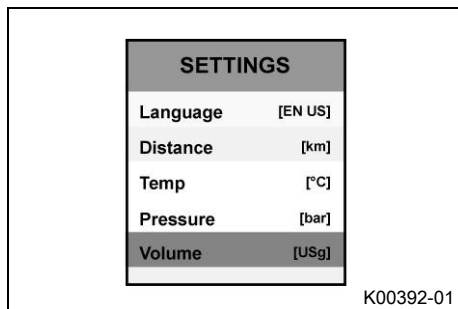 SETTINGS
Language [EN US]
Distance [km]
Temp [°C]
Pressure [bar]
Volume [USg]
K00392-01